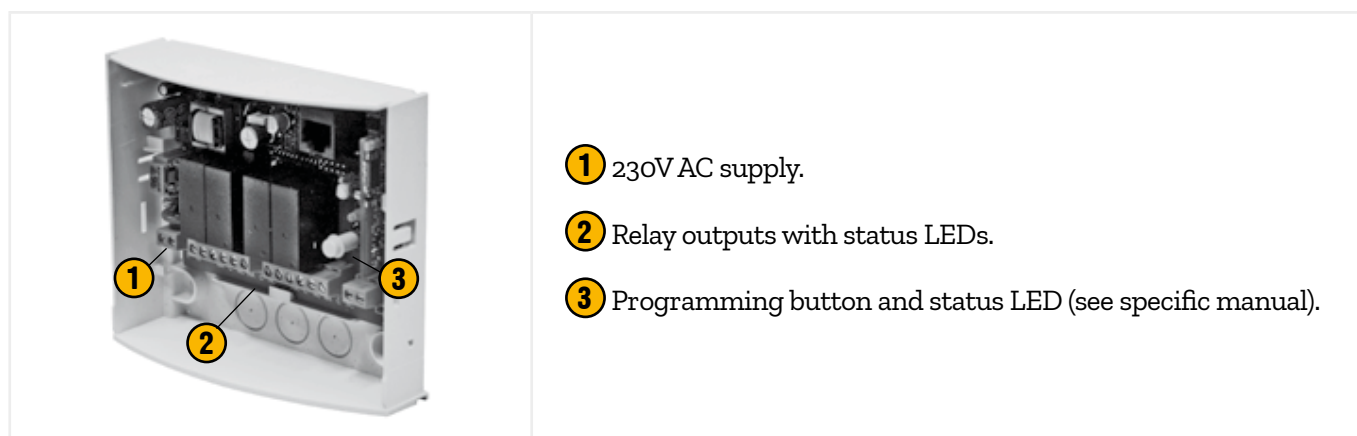 1
2
3
1 230V AC supply.
2 Relay outputs with status LEDs.
3 Programming button and status LED (see specific manual).